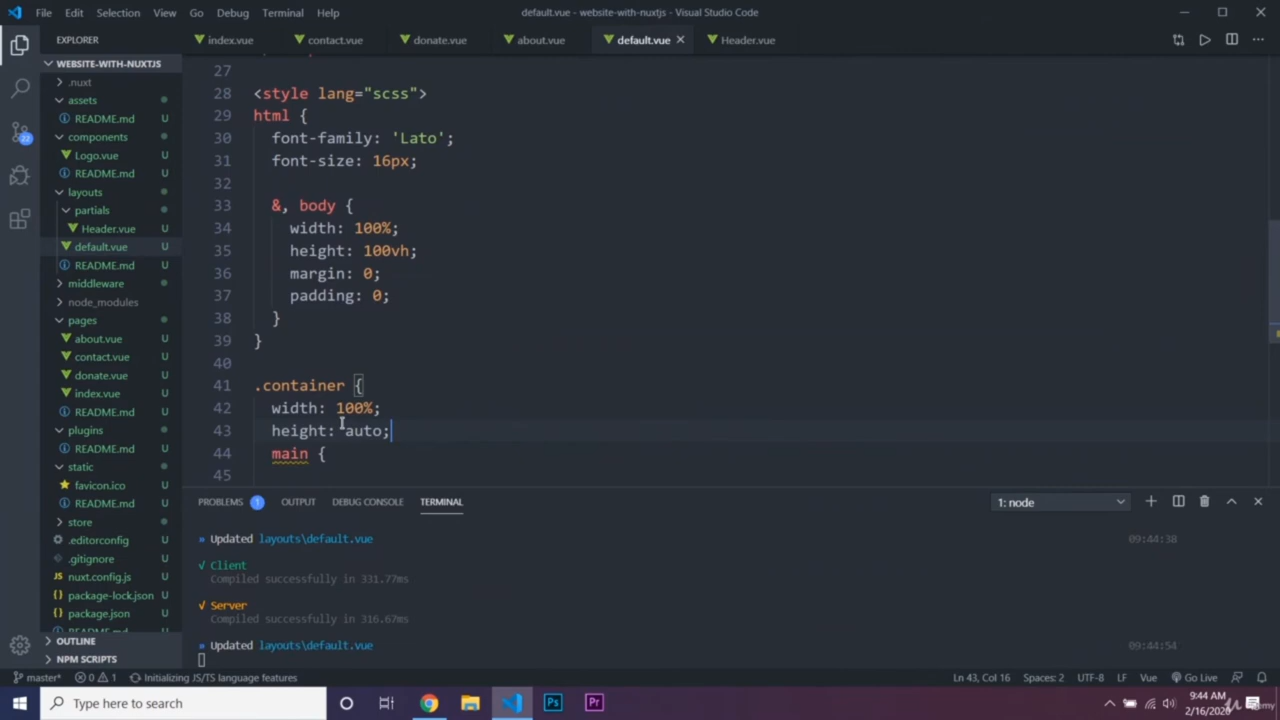 File Edit Selection View Go Debug Terminal Help default.vue - website-with-nuxtjs - Visual Studio Code
EXPLORER index.vue contact.vue donate.vue about.vue default.vue Header.vue
WEBSITE-WITH-NUXTJS
.nuxt 27
assets 28 <style lang="scss">
README.md U 29 html {
components 30 font-family: 'Lato';
Logo.vue U 31 font-size: 16px;
README.md U 32
layouts
partials 33 &, body {
Header.vue U 34 width: 100%;
default.vue U 35 height: 100vh;
README.md U 36 margin: 0;
middleware 37 padding: 0;
node_modules
pages 38 }
about.vue U 39 }
contact.vue U 40
donate.vue U 41 .container {
index.vue U 42 width: 100%;
README.md U 43 height: auto;
plugins
README.md U 44 main {
static 45
favicon.ico U PROBLEMS 1 OUTPUT DEBUG CONSOLE TERMINAL 1: node
README.md U
store
.editorconfig U » Updated layouts\default.vue 09:44:38
.gitignore U √ Client
nuxt.config.js U Compiled successfully in 331.77ms
package-lock.json U √ Server
package.json U Compiled successfully in 316.67ms
README.md U
OUTLINE » Updated layouts\default.vue 09:44:54
NPM SCRIPTS
22
master* 0 1 Initializing JS/TS language features Ln 43, Col 16 Spaces: 2 UTF-8 LF Vue Go Live
Type here to search Ps Pr 9:44 AM
2/16/2020